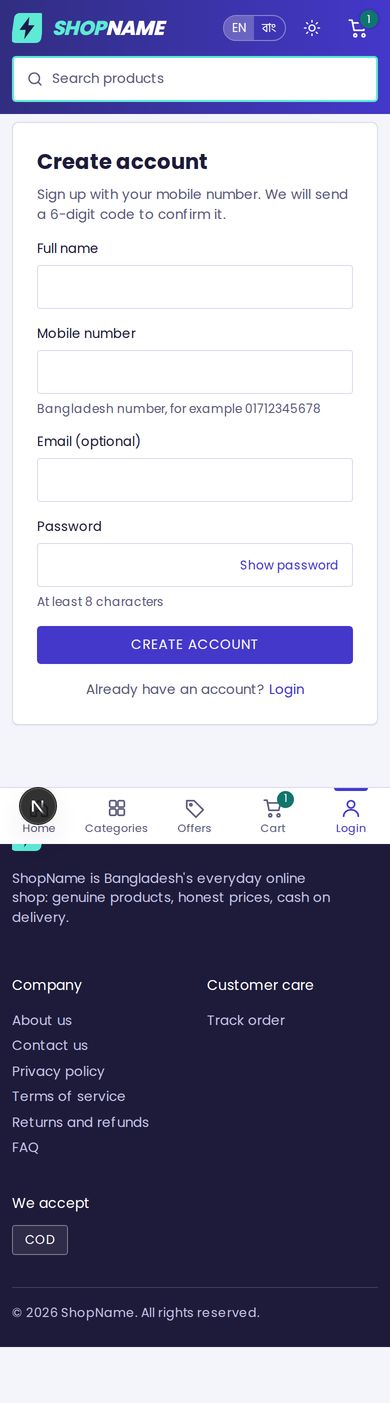 SHOPNAME
EN
বাং
1
Search products
Create account
Sign up with your mobile number. We will send
a 6-digit code to confirm it.
Full name
Mobile number
Bangladesh number, for example 01712345678
Email (optional)
Password
Show password
At least 8 characters
CREATE ACCOUNT
Already have an account? Login
N
1
Home
Categories
Offers
Cart
Login
ShopName is Bangladesh's everyday online
shop: genuine products, honest prices, cash on
delivery.
Company
Customer care
About us
Track order
Contact us
Privacy policy
Terms of service
Returns and refunds
FAQ
We accept
COD
© 2026 ShopName. All rights reserved.